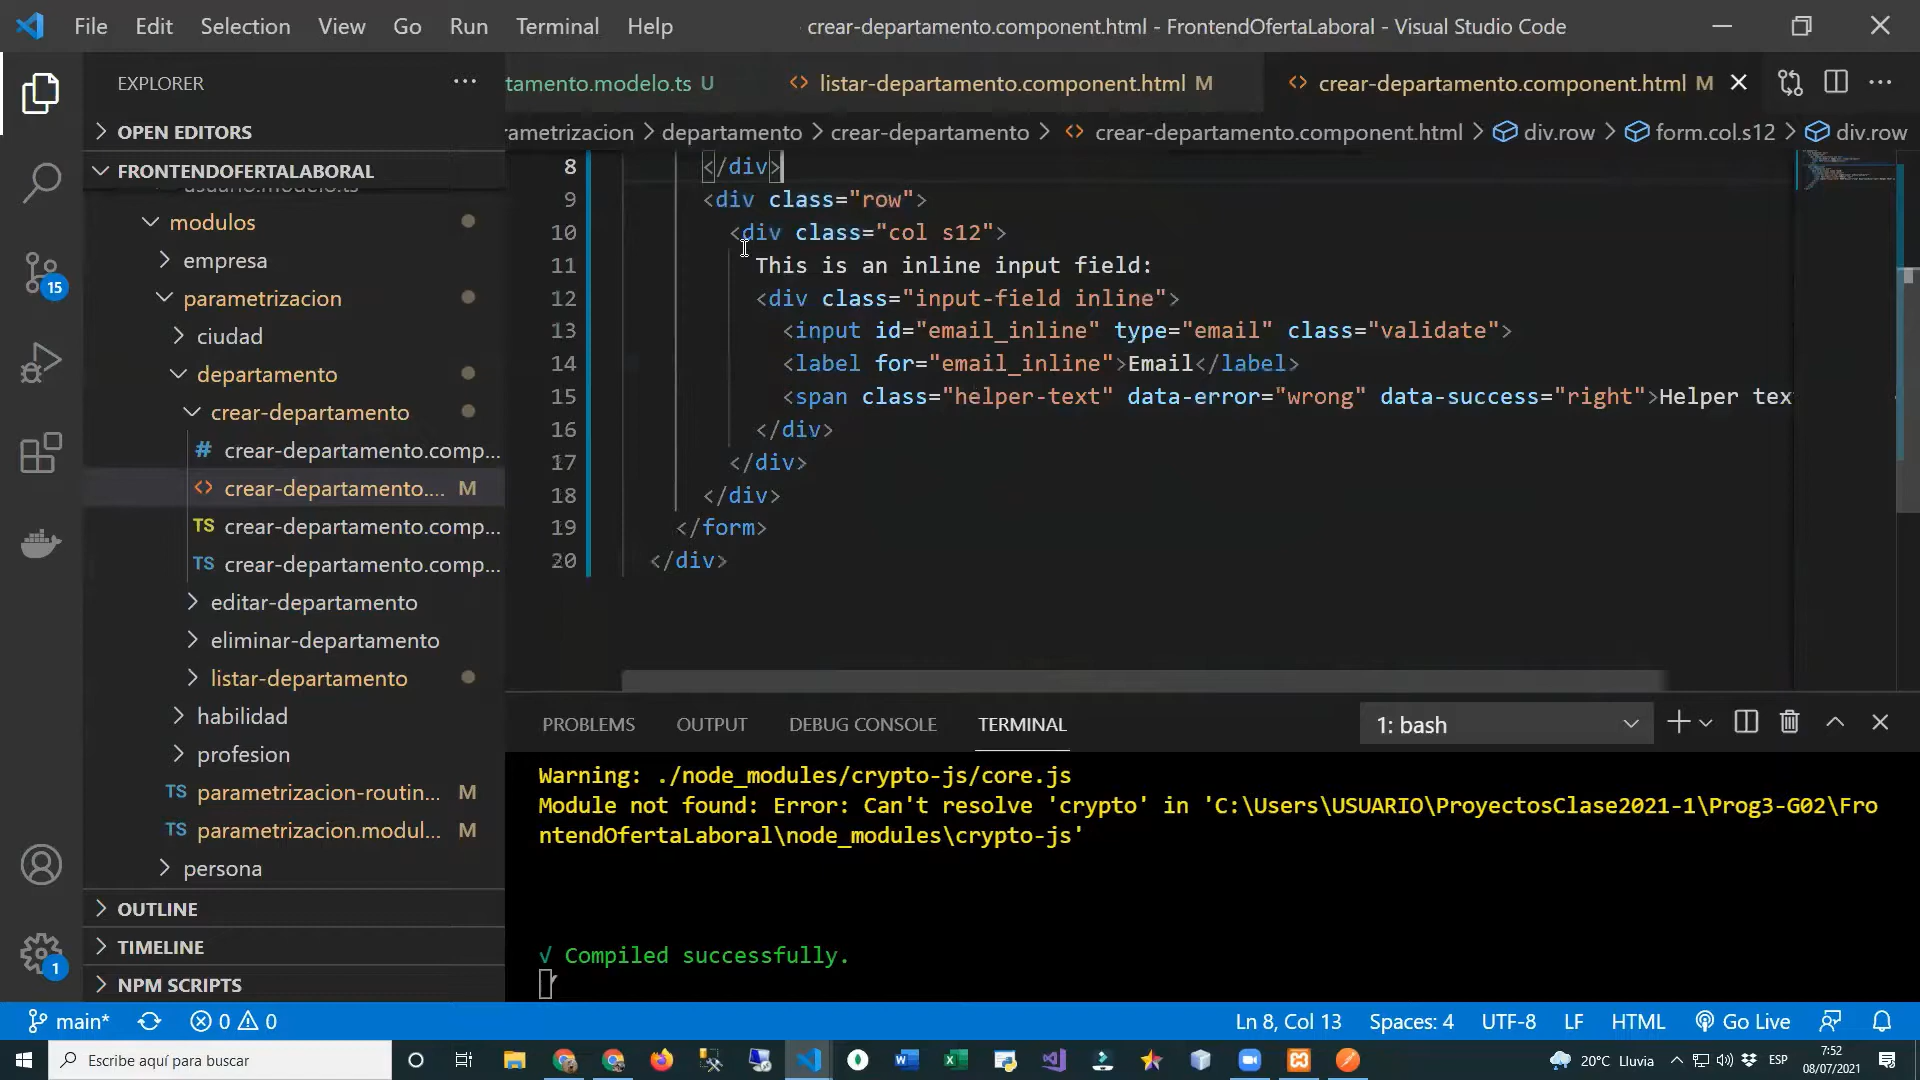 File Edit Selection View Go Run Terminal Help
crear-departamento.component.html - FrontendOfertaLaboral - Visual Studio Code
EXPLORER
OPEN EDITORS
FRONTENDOFERTALABORAL
usuario.modelo.ts
modulos
empresa
parametrizacion
ciudad
departamento
crear-departamento
crear-departamento.comp...
crear-departamento.... M
TS crear-departamento.comp...
TS crear-departamento.comp...
editar-departamento
eliminar-departamento
listar-departamento
habilidad
profesion
TS parametrizacion-routin... M
TS parametrizacion.modul... M
persona
OUTLINE
TIMELINE
NPM SCRIPTS
15
1
tamento.modelo.ts U
listar-departamento.component.html M
crear-departamento.component.html M
rametrizacion > departamento > crear-departamento > crear-departamento.component.html > div.row > form.col.s12 > div.row
8 </div>
9 <div class="row">
10 <div class="col s12">
11 This is an inline input field:
12 <div class="input-field inline">
13 <input id="email_inline" type="email" class="validate">
14 <label for="email_inline">Email</label>
15 <span class="helper-text" data-error="wrong" data-success="right">Helper tex
16 </div>
17 </div>
18 </div>
19 </form>
20 </div>
PROBLEMS OUTPUT DEBUG CONSOLE TERMINAL
1: bash
Warning: ./node_modules/crypto-js/core.js
Module not found: Error: Can't resolve 'crypto' in 'C:\Users\USUARIO\ProyectosClase2021-1\Prog3-G02\Fro
ntendOfertaLaboral\node_modules\crypto-js'
√ Compiled successfully.
main* 0 0
Ln 8, Col 13 Spaces: 4 UTF-8 LF HTML Go Live
Escribe aquí para buscar
20°C Lluvia
ESP
7:52
08/07/2021